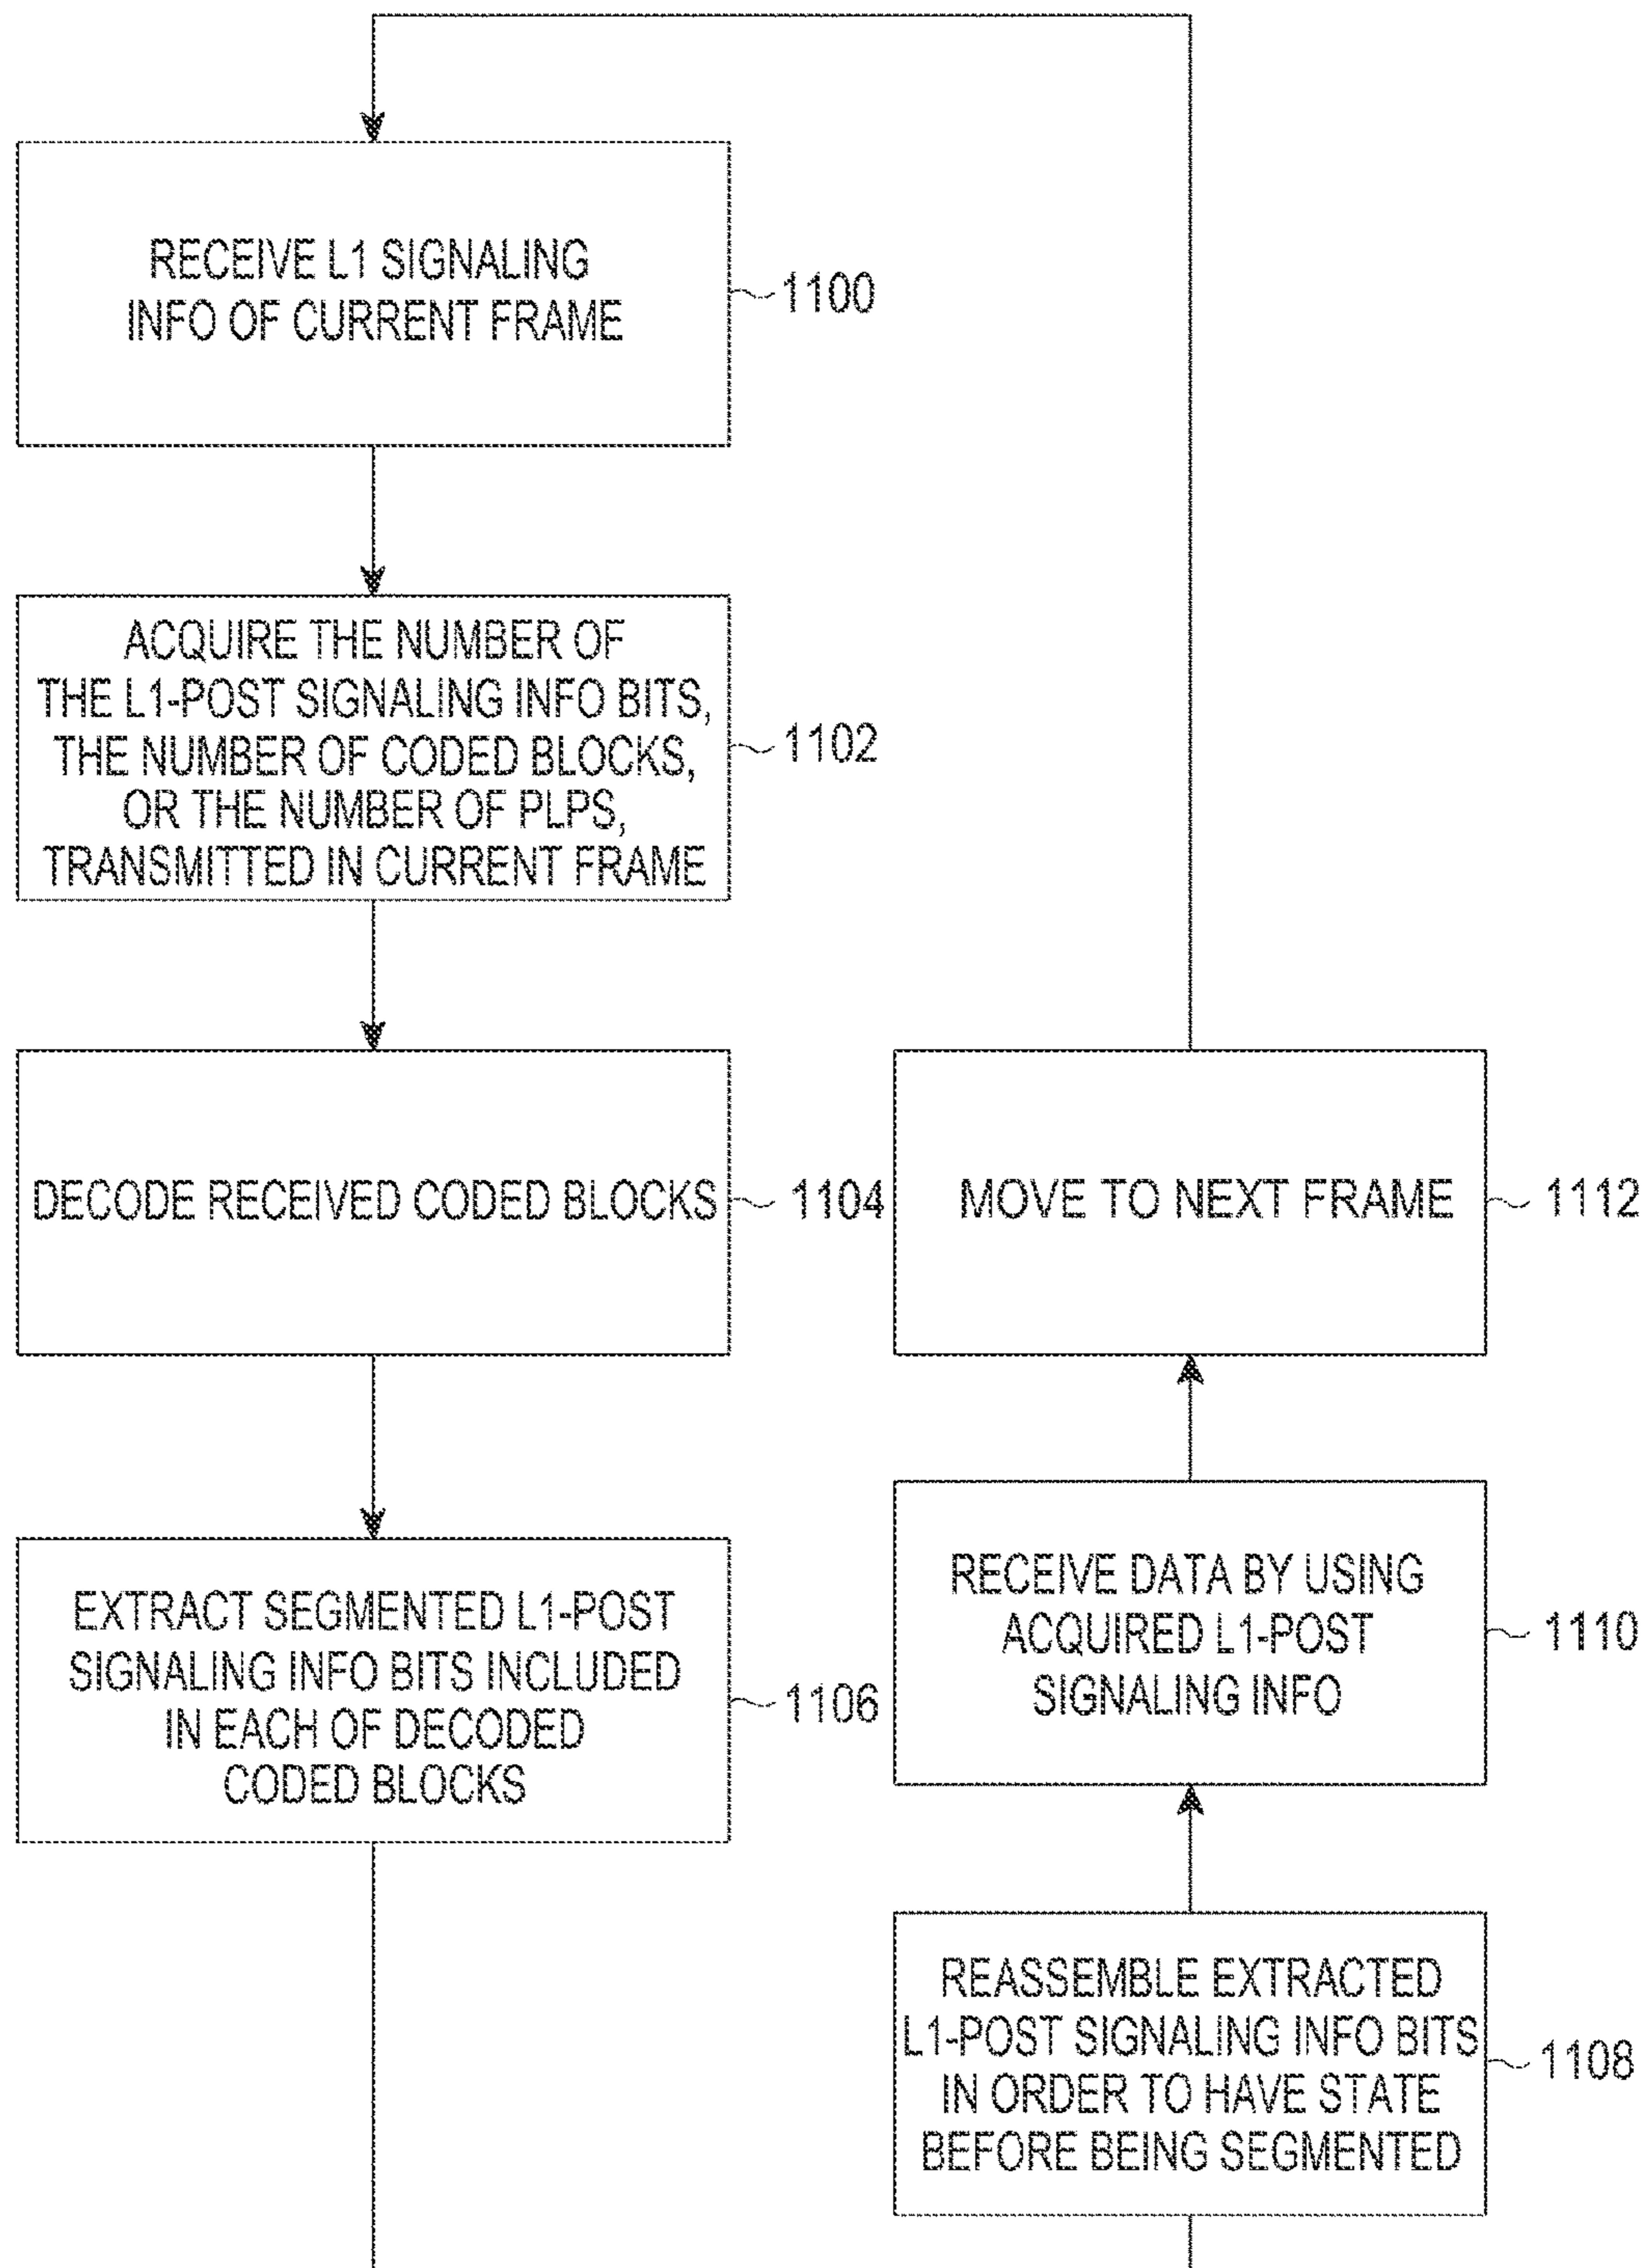 RECEIVE L1 SIGNALING
INFO OF CURRENT FRAME
1100
ACQUIRE THE NUMBER OF
THE L1-POST SIGNALING INFO BITS,
THE NUMBER OF CODED BLOCKS,
OR THE NUMBER OF PLPS,
TRANSMITTED IN CURRENT FRAME
1102
DECODE RECEIVED CODED BLOCKS
1104
EXTRACT SEGMENTED L1-POST
SIGNALING INFO BITS INCLUDED
IN EACH OF DECODED
CODED BLOCKS
1106
REASSEMBLE EXTRACTED
L1-POST SIGNALING INFO BITS
IN ORDER TO HAVE STATE
BEFORE BEING SEGMENTED
1108
RECEIVE DATA BY USING
ACQUIRED L1-POST
SIGNALING INFO
1110
MOVE TO NEXT FRAME
1112